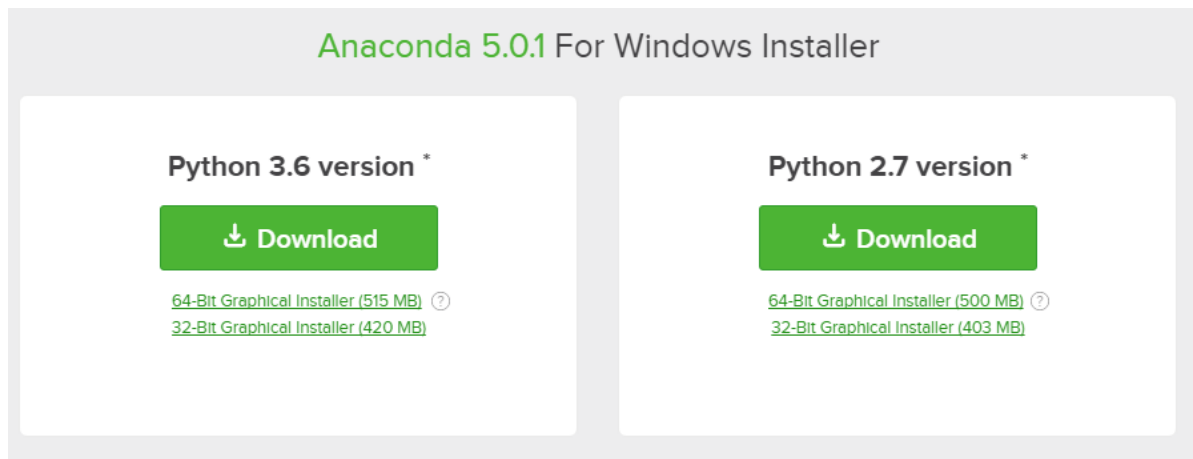 Anaconda 5.0.1 For Windows Installer
Python 3.6 version *
Download
64-Bit Graphical Installer (515 MB) ?
32-Bit Graphical Installer (420 MB)
Python 2.7 version *
Download
64-Bit Graphical Installer (500 MB) ?
32-Bit Graphical Installer (403 MB)